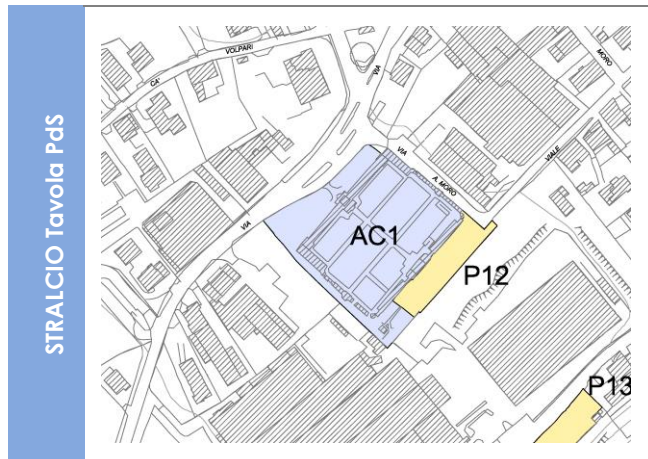 STRALCIO Tavola PdS
CA' VOLPARI
VIA
MORO
VIA A. MORO
VIALE
AC1
VIA
P12
P13